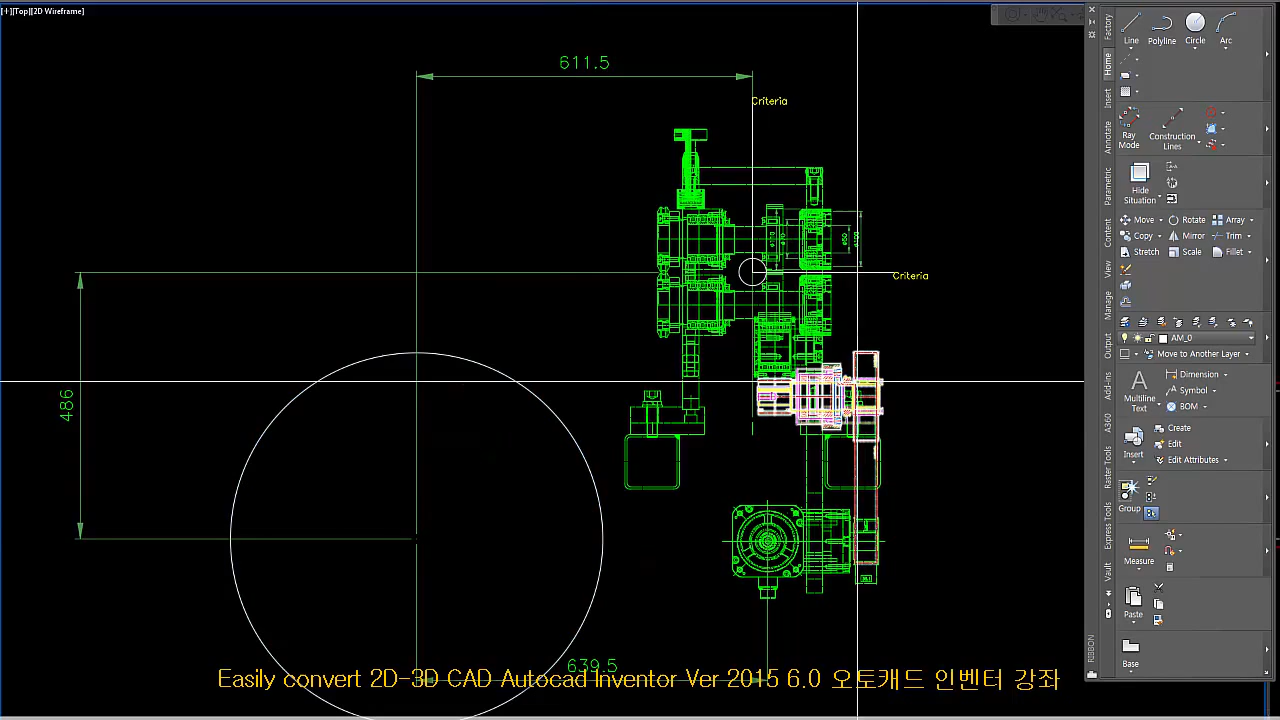 [+][Top][2D Wireframe]
611.5
Criteria
Criteria
486
639.5
Easily convert 2D-3D CAD Autocad Inventor Ver 2015 6.0 오토캐드 인벤터 강좌
Factory
Home
Insert
Annotate
Parametric
Content
View
Manage
Output
Add-ins
A360
Raster Tools
Express Tools
Vault
RIBBON
Line
Polyline
Circle
Arc
Ray Mode
Construction Lines
Hide Situation
Move
Rotate
Array
Copy
Mirror
Trim
Stretch
Scale
Fillet
AM_0
Move to Another Layer
Multiline Text
Dimension
Symbol
BOM
Insert
Create
Edit
Edit Attributes
Group
Measure
Paste
Base